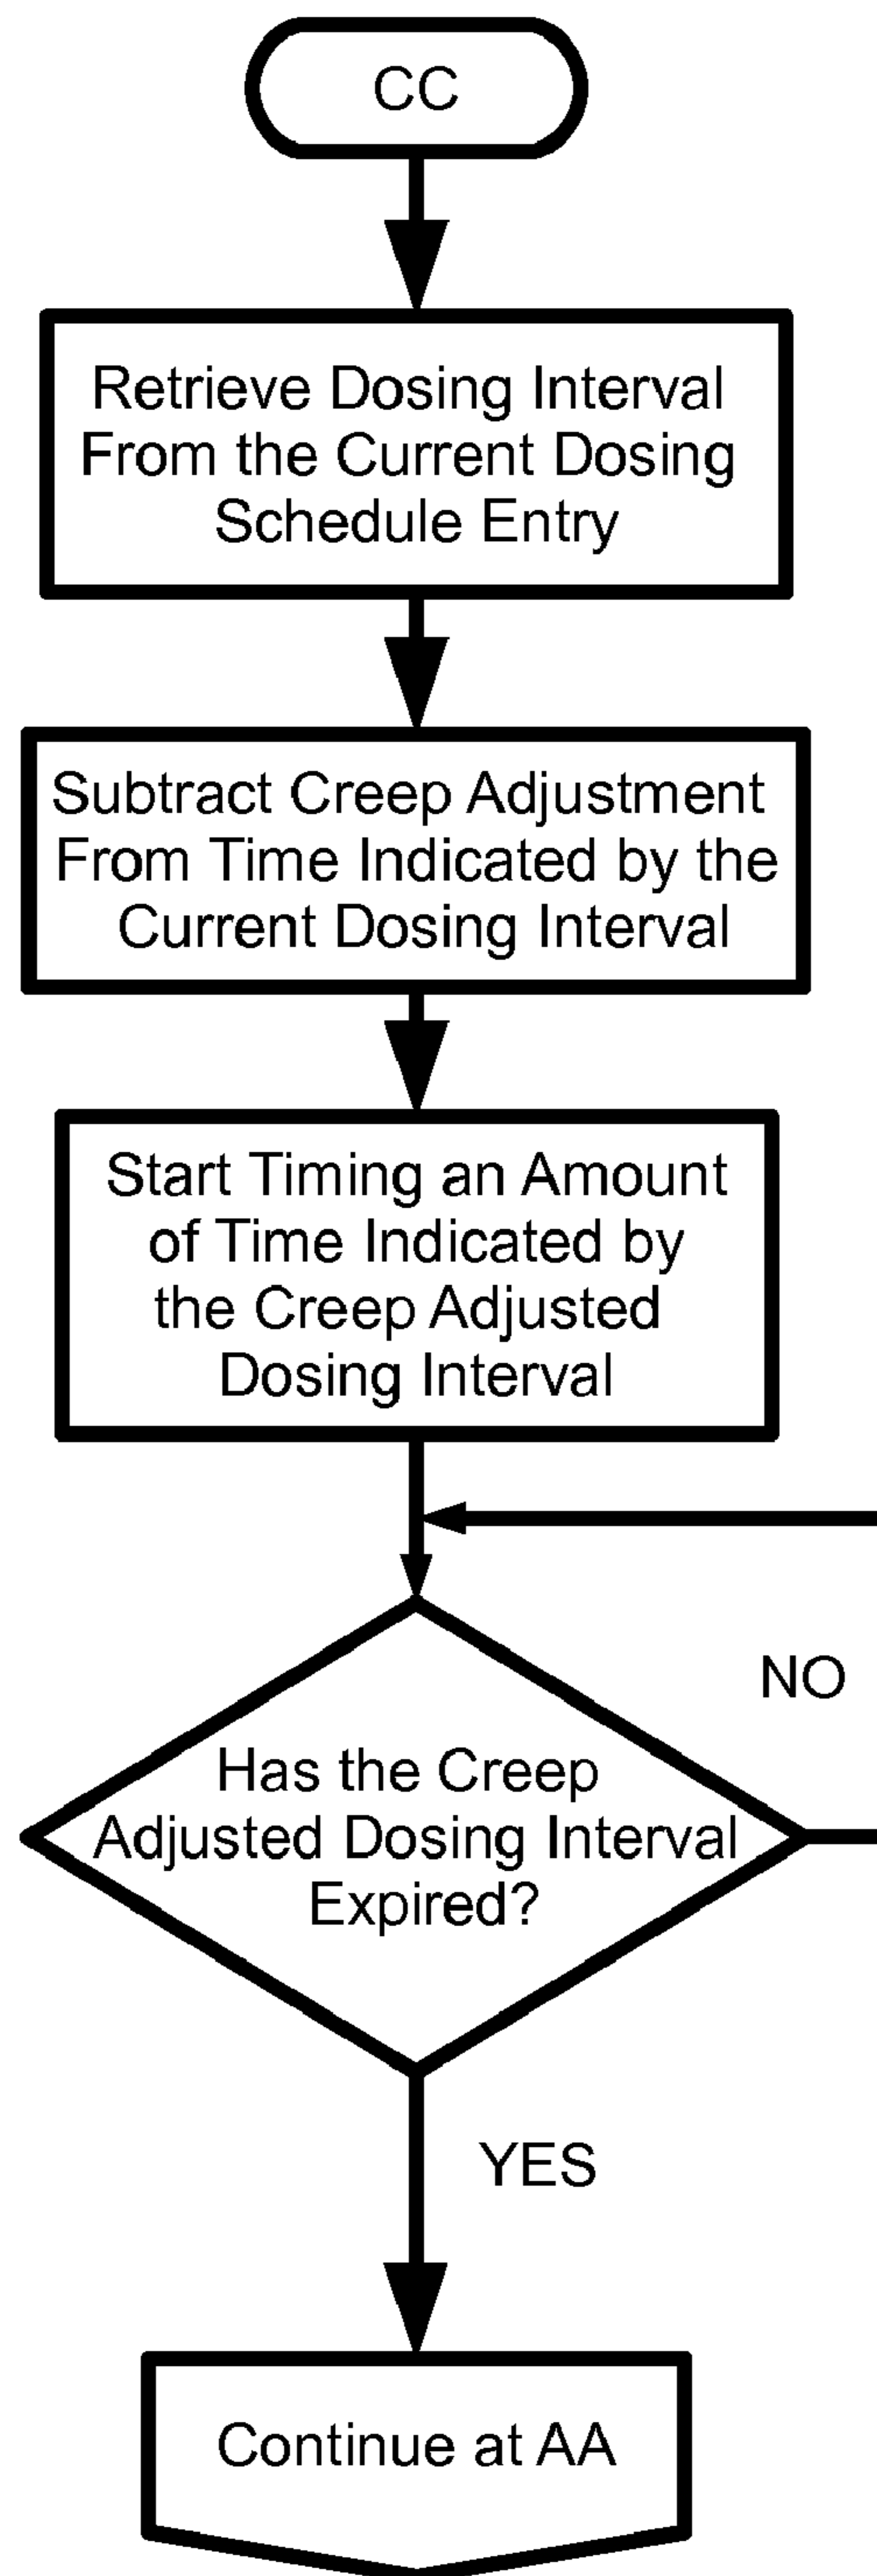 CC
Retrieve Dosing Interval
From the Current Dosing
Schedule Entry
Subtract Creep Adjustment
From Time Indicated by the
Current Dosing Interval
Start Timing an Amount
of Time Indicated by
the Creep Adjusted
Dosing Interval
NO
Has the Creep
Adjusted Dosing Interval
Expired?
YES
Continue at AA